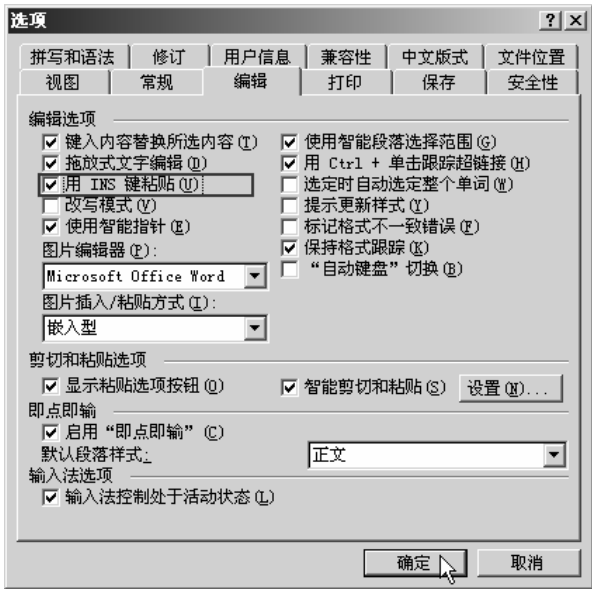 选项
拼写和语法 修订 用户信息 兼容性 中文版式 文件位置
视图 常规 编辑 打印 保存 安全性
编辑选项
键入内容替换所选内容(T) 使用智能段落选择范围(G)
拖放式文字编辑(D) 用 Ctrl + 单击跟踪超链接(H)
用 INS 键粘贴(U) 选定时自动选定整个单词(W)
改写模式(V) 提示更新样式(Y)
使用智能指针(E) 标记格式不一致错误(F)
图片编辑器(P): 保持格式跟踪(K)
Microsoft Office Word “自动键盘”切换(B)
图片插入/粘贴方式(I):
嵌入型
剪切和粘贴选项
显示粘贴选项按钮(O) 智能剪切和粘贴(S) 设置(N)...
即点即输
启用“即点即输”(C)
默认段落样式: 正文
输入法选项
输入法控制处于活动状态(L)
确定 取消